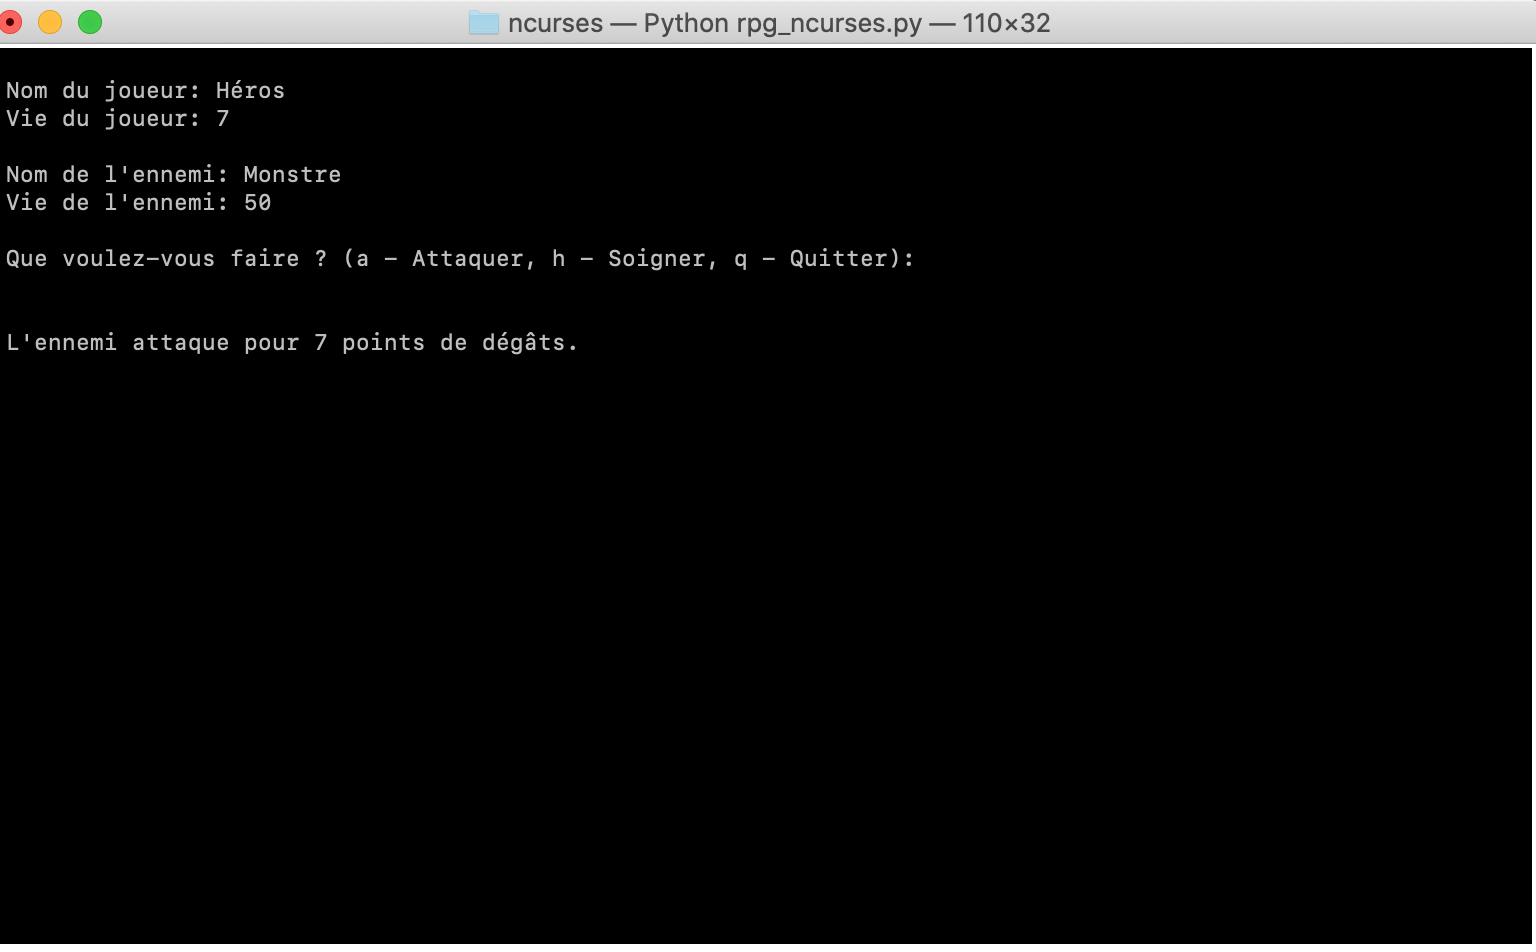 ncurses — Python rpg_ncurses.py — 110×32
Nom du joueur: Héros
Vie du joueur: 7
Nom de l'ennemi: Monstre
Vie de l'ennemi: 50
Que voulez-vous faire ? (a - Attaquer, h - Soigner, q - Quitter):
L'ennemi attaque pour 7 points de dégâts.